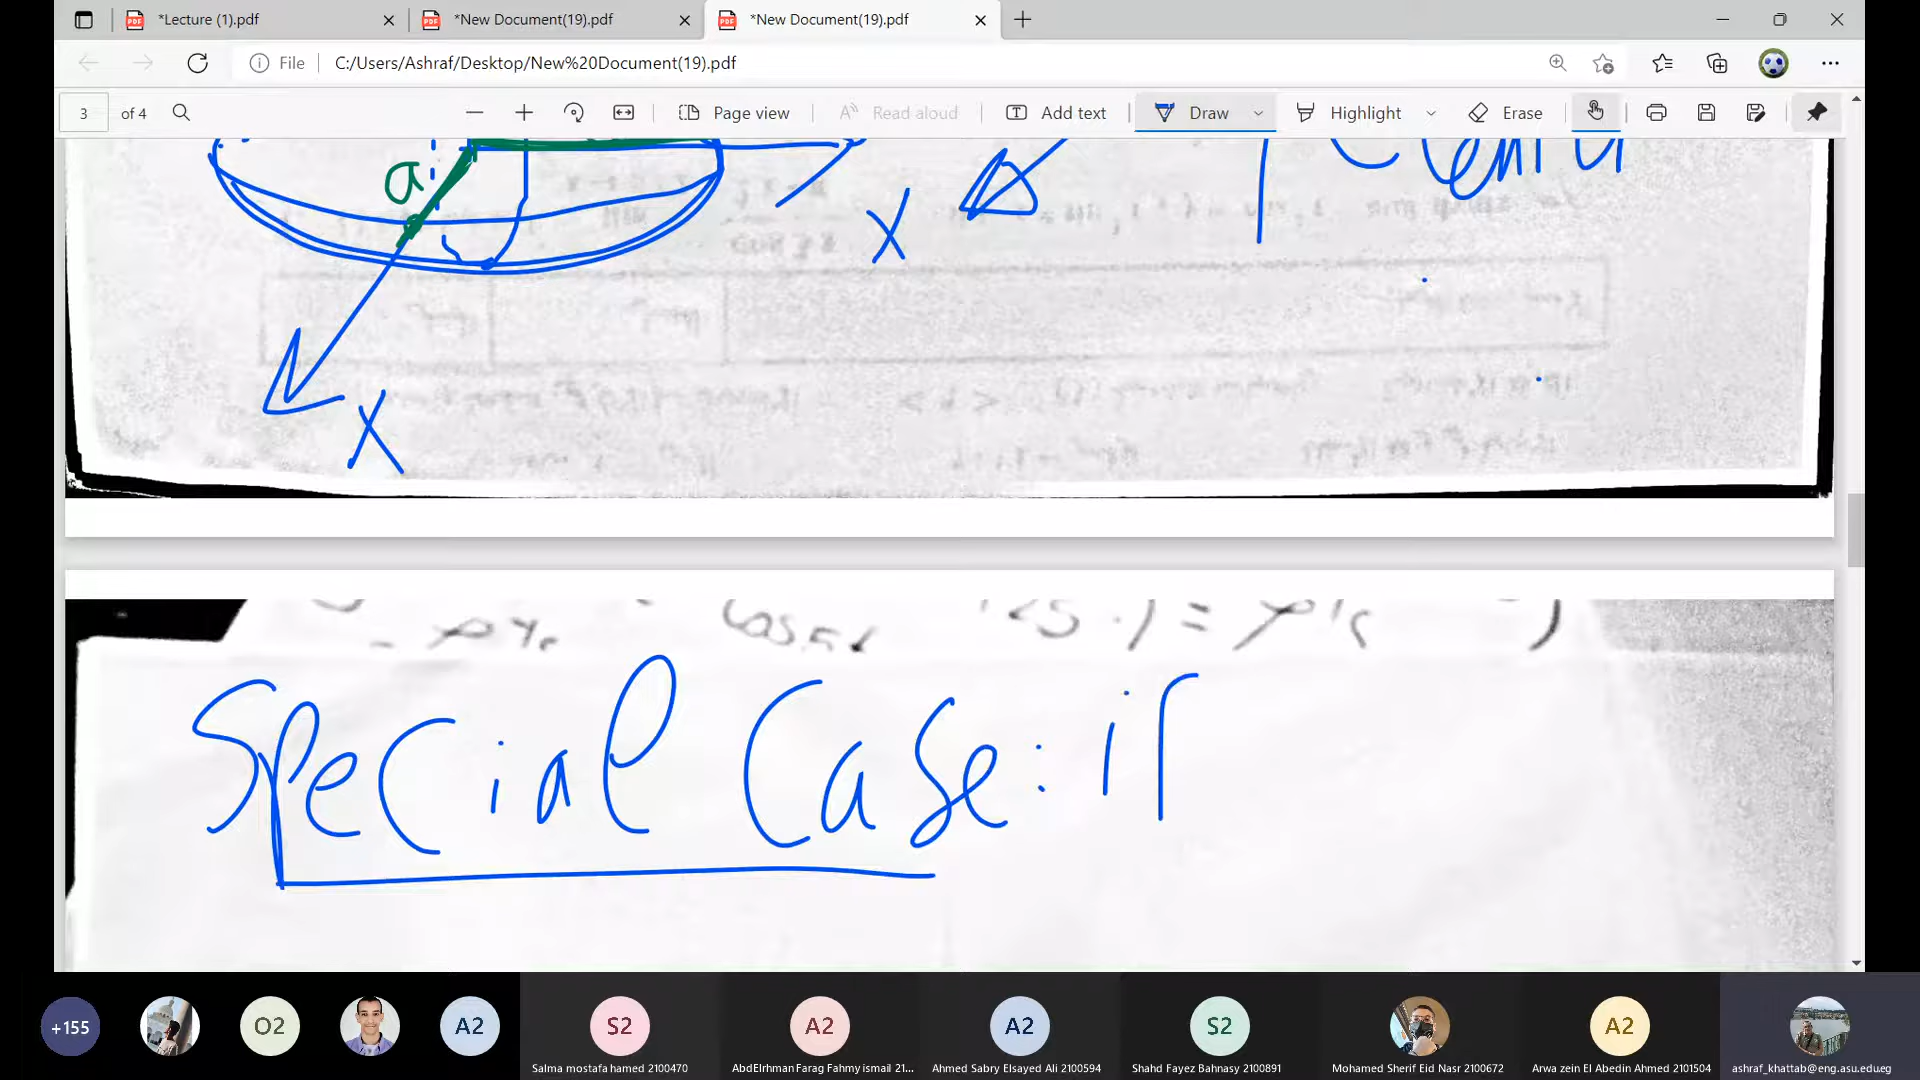 *Lecture (1).pdf
*New Document(19).pdf
*New Document(19).pdf
File
C:/Users/Ashraf/Desktop/New%20Document(19).pdf
3 of 4
Page view
Read aloud
Add text
Draw
Highlight
Erase
a
X
X
Special Case: if
+155
O2
A2
S2
A2
A2
S2
A2
Salma mostafa hamed 2100470
AbdElrhman Farag Fahmy ismail 21...
Ahmed Sabry Elsayed Ali 2100594
Shahd Fayez Bahnasy 2100891
Mohamed Sherif Eid Nasr 2100672
Arwa zein El Abedin Ahmed 2101504
ashraf_khattab@eng.asu.edu.eg